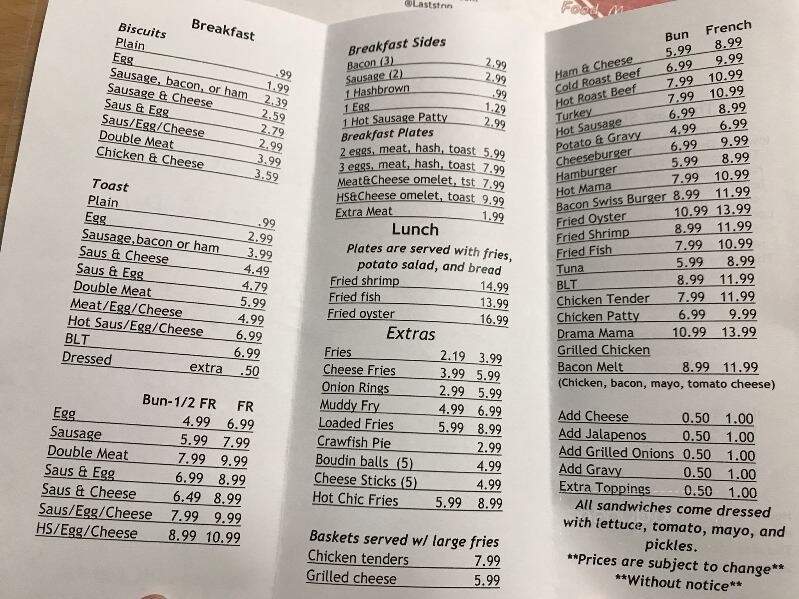 Breakfast
Biscuits
Plain .99
Egg 1.99
Sausage, bacon, or ham 2.39
Sausage & Cheese 2.59
Saus & Egg 2.79
Saus/Egg/Cheese 2.99
Double Meat 3.99
Chicken & Cheese 3.59
Toast
Plain .99
Egg 2.99
Sausage,bacon or ham 3.99
Saus & Cheese 4.49
Saus & Egg 4.79
Double Meat 5.99
Meat/Egg/Cheese 4.99
Hot Saus/Egg/Cheese 6.99
BLT 6.99
Dressed extra .50
Bun-1/2 FR FR
Egg 4.99 6.99
Sausage 5.99 7.99
Double Meat 7.99 9.99
Saus & Egg 6.99 8.99
Saus & Cheese 6.49 8.99
Saus/Egg/Cheese 7.99 9.99
HS/Egg/Cheese 8.99 10.99
Breakfast Sides
Bacon (3) 2.99
Sausage (2) 2.99
1 Hashbrown .99
1 Egg 1.29
1 Hot Sausage Patty 2.99
Breakfast Plates
2 eggs, meat, hash, toast 5.99
3 eggs, meat, hash, toast 7.99
Meat&Cheese omelet, tst 7.99
HS&Cheese omelet, toast 9.99
Extra Meat 1.99
Lunch
Plates are served with fries,
potato salad, and bread
Fried shrimp 14.99
Fried fish 13.99
Fried oyster 16.99
Extras
Fries 2.19 3.99
Cheese Fries 3.99 5.99
Onion Rings 2.99 5.99
Muddy Fry 4.99 6.99
Loaded Fries 5.99 8.99
Crawfish Pie 2.99
Boudin balls (5) 4.99
Cheese Sticks (5) 4.99
Hot Chic Fries 5.99 8.99
Baskets served w/ large fries
Chicken tenders 7.99
Grilled cheese 5.99
Food
Bun French
Ham & Cheese 5.99 8.99
Cold Roast Beef 6.99 9.99
Hot Roast Beef 7.99 10.99
Turkey 7.99 10.99
Hot Sausage 6.99 8.99
Potato & Gravy 4.99 6.99
Cheeseburger 6.99 9.99
Hamburger 5.99 8.99
Hot Mama 7.99 10.99
Bacon Swiss Burger 8.99 11.99
Fried Oyster 10.99 13.99
Fried Shrimp 8.99 11.99
Fried Fish 7.99 10.99
Tuna 5.99 8.99
BLT 8.99 11.99
Chicken Tender 7.99 11.99
Chicken Patty 6.99 9.99
Drama Mama 10.99 13.99
Grilled Chicken
Bacon Melt 8.99 11.99
(Chicken, bacon, mayo, tomato cheese)
Add Cheese 0.50 1.00
Add Jalapenos 0.50 1.00
Add Grilled Onions 0.50 1.00
Add Gravy 0.50 1.00
Extra Toppings 0.50 1.00
All sandwiches come dressed
with lettuce, tomato, mayo, and
pickles.
**Prices are subject to change**
**Without notice**